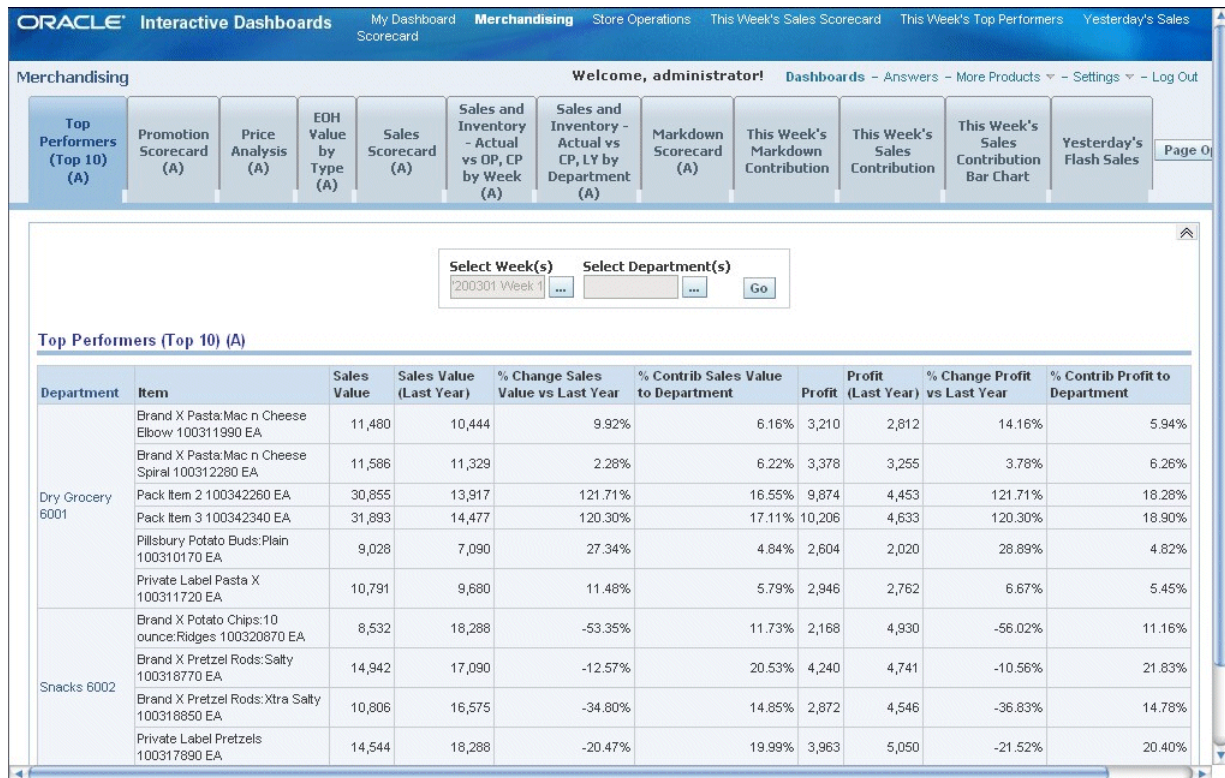 ORACLE Interactive Dashboards
My Dashboard Merchandising Store Operations This Week's Sales Scorecard This Week's Top Performers Yesterday's Sales
Scorecard
Merchandising
Welcome, administrator! Dashboards - Answers - More Products - Settings - Log Out
Top Performers (Top 10) (A)
Promotion Scorecard (A)
Price Analysis (A)
EOH Value by Type (A)
Sales Scorecard (A)
Sales and Inventory - Actual vs OP, CP by Week (A)
Sales and Inventory - Actual vs CP, LY by Department (A)
Markdown Scorecard (A)
This Week's Markdown Contribution
This Week's Sales Contribution
This Week's Sales Contribution Bar Chart
Yesterday's Flash Sales
Page
Select Week(s) Select Department(s)
'200301 Week 1 ... ... Go
Top Performers (Top 10) (A)
Department Item Sales Value Sales Value (Last Year) % Change Sales Value vs Last Year % Contrib Sales Value to Department Profit Profit (Last Year) % Change Profit vs Last Year % Contrib Profit to Department
Dry Grocery 6001
Brand X Pasta:Mac n Cheese Elbow 100311990 EA 11,480 10,444 9.92% 6.16% 3,210 2,812 14.16% 5.94%
Brand X Pasta:Mac n Cheese Spiral 100312280 EA 11,586 11,329 2.28% 6.22% 3,378 3,255 3.78% 6.26%
Pack Item 2 100342260 EA 30,855 13,917 121.71% 16.55% 9,874 4,453 121.71% 18.28%
Pack Item 3 100342340 EA 31,893 14,477 120.30% 17.11% 10,206 4,633 120.30% 18.90%
Pillsbury Potato Buds:Plain 100310170 EA 9,028 7,090 27.34% 4.84% 2,604 2,020 28.89% 4.82%
Private Label Pasta X 100311720 EA 10,791 9,680 11.48% 5.79% 2,946 2,762 6.67% 5.45%
Snacks 6002
Brand X Potato Chips:10 ounce:Ridges 100320870 EA 8,532 18,288 -53.35% 11.73% 2,168 4,930 -56.02% 11.16%
Brand X Pretzel Rods:Salty 100318770 EA 14,942 17,090 -12.57% 20.53% 4,240 4,741 -10.56% 21.83%
Brand X Pretzel Rods:Xtra Salty 100318850 EA 10,806 16,575 -34.80% 14.85% 2,872 4,546 -36.83% 14.78%
Private Label Pretzels 100317890 EA 14,544 18,288 -20.47% 19.99% 3,963 5,050 -21.52% 20.40%